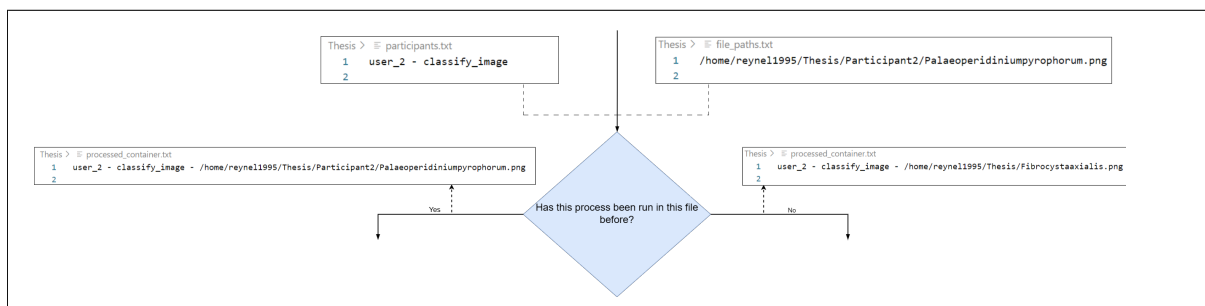 Thesis > participants.txt
1 user_2 - classify_image
2
Thesis > file_paths.txt
1 /home/reynel1995/Thesis/Participant2/Palaeoperidiniumpyrophorum.png
2
Thesis > processed_container.txt
1 user_2 - classify_image - /home/reynel1995/Thesis/Participant2/Palaeoperidiniumpyrophorum.png
2
Thesis > processed_container.txt
1 user_2 - classify_image - /home/reynel1995/Thesis/Fibrocystaaxialis.png
2
Yes
Has this process been run in this file
before?
No